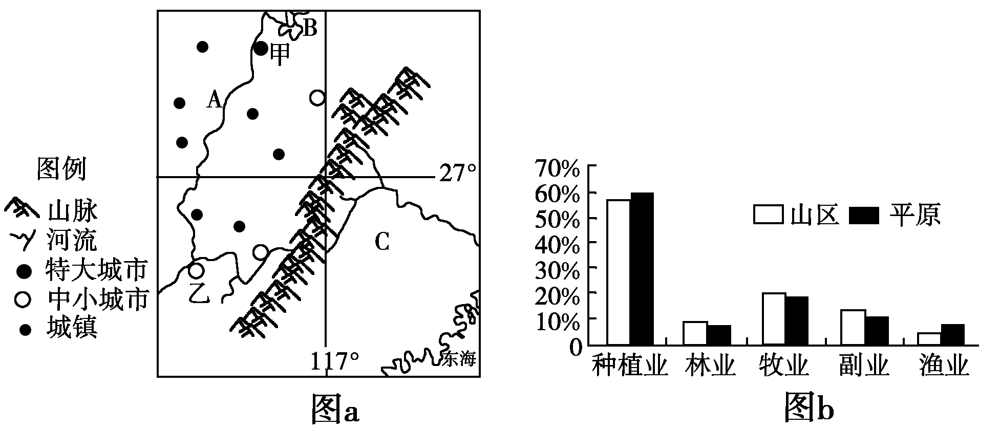 B
甲
A
27°
C
乙
117°
东海
图例
山脉
河流
特大城市
中小城市
城镇
图a
70%
60%
50%
40%
30%
20%
10%
0
山区 平原
种植业 林业 牧业 副业 渔业
图b